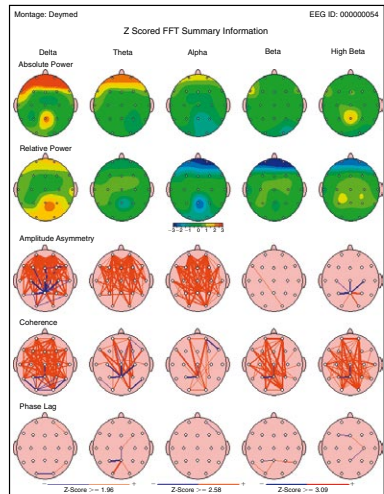 Montage: Deymed EEG ID: 000000054
Z Scored FFT Summary Information
Delta Theta Alpha Beta High Beta
Absolute Power
Relative Power
−3 −2 −1 0 1 2 3
Amplitude Asymmetry
Coherence
Phase Lag
− + − + − +
Z-Score >= 1.96 Z-Score >= 2.58 Z-Score >= 3.09